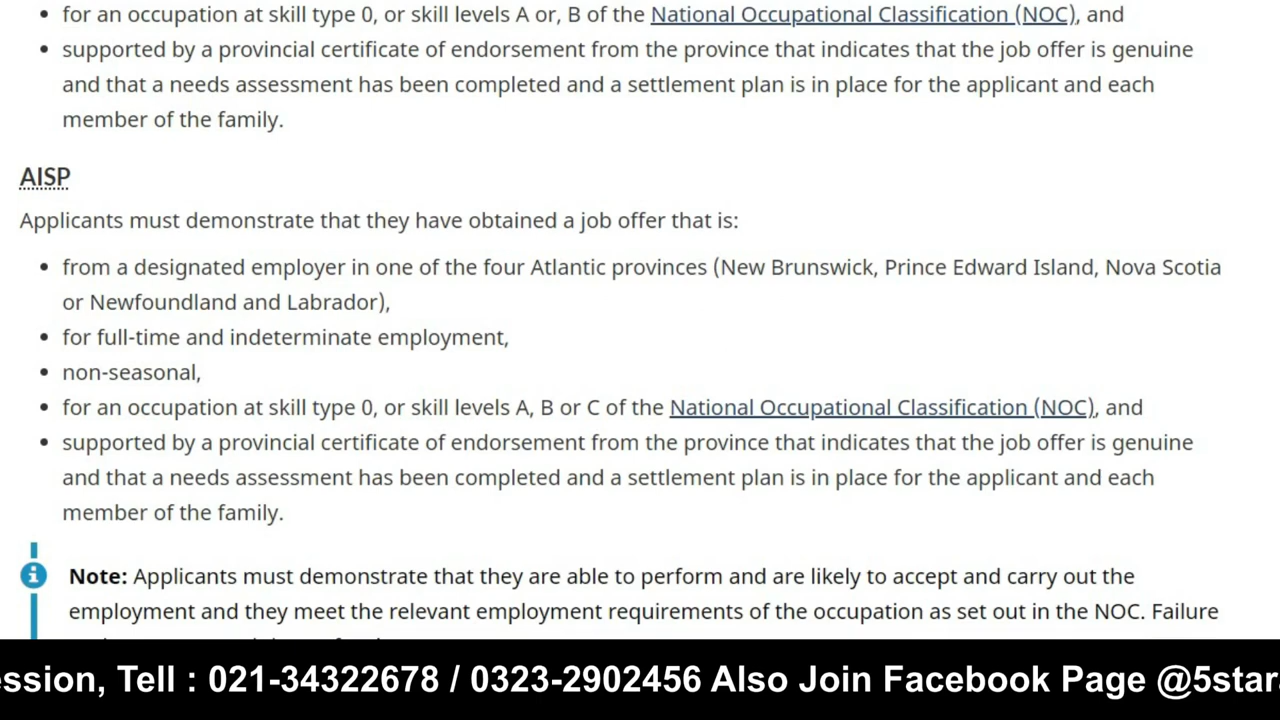 for an occupation at skill type 0, or skill levels A or, B of the National Occupational Classification (NOC), and
supported by a provincial certificate of endorsement from the province that indicates that the job offer is genuine
and that a needs assessment has been completed and a settlement plan is in place for the applicant and each
member of the family.
AISP
Applicants must demonstrate that they have obtained a job offer that is:
from a designated employer in one of the four Atlantic provinces (New Brunswick, Prince Edward Island, Nova Scotia
or Newfoundland and Labrador),
for full-time and indeterminate employment,
non-seasonal,
for an occupation at skill type 0, or skill levels A, B or C of the National Occupational Classification (NOC), and
supported by a provincial certificate of endorsement from the province that indicates that the job offer is genuine
and that a needs assessment has been completed and a settlement plan is in place for the applicant and each
member of the family.
Note: Applicants must demonstrate that they are able to perform and are likely to accept and carry out the
employment and they meet the relevant employment requirements of the occupation as set out in the NOC. Failure
ession, Tell : 021-34322678 / 0323-2902456 Also Join Facebook Page @5star